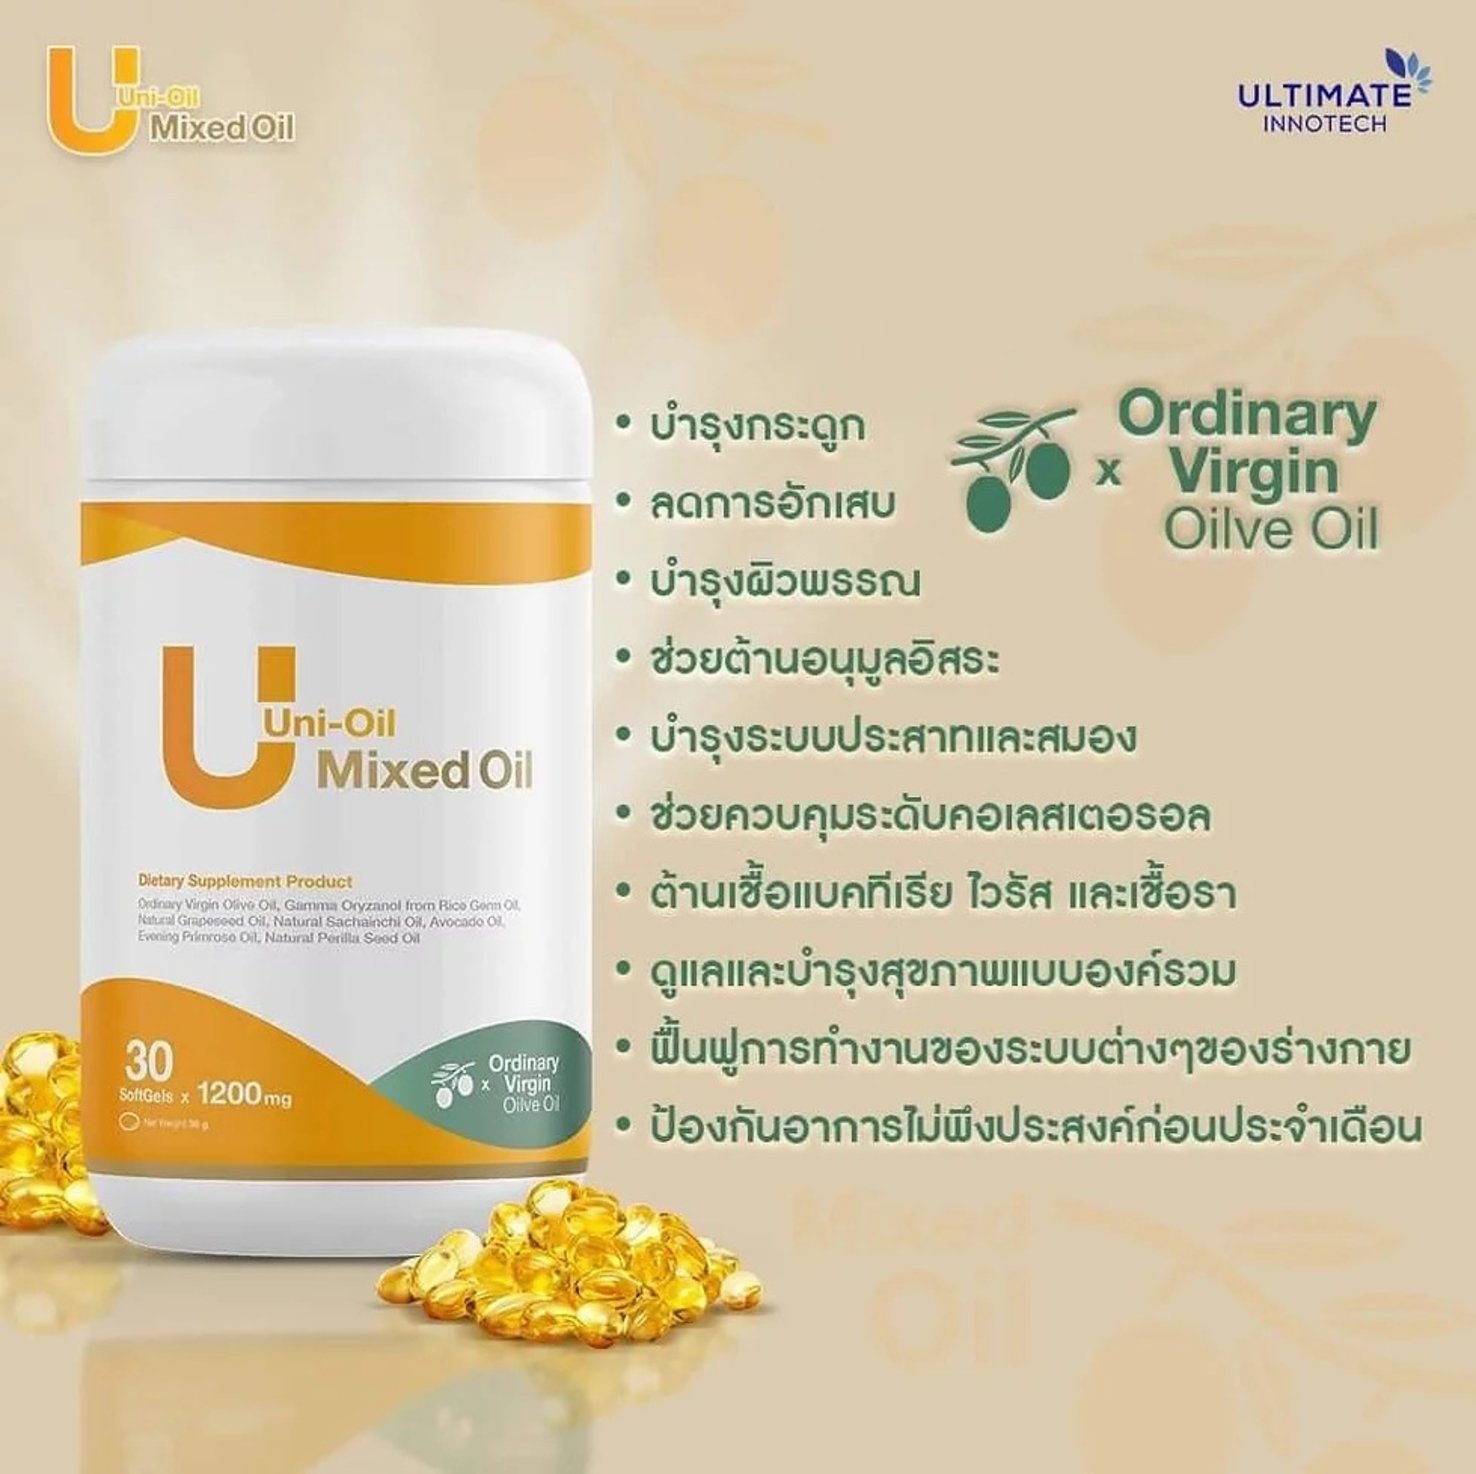 Uni-Oil
Mixed Oil
ULTIMATE
INNOTECH
• บำรุงกระดูก
• ลดการอักเสบ
• บำรุงผิวพรรณ
• ช่วยต้านอนุมูลอิสระ
• บำรุงระบบประสาทและสมอง
• ช่วยควบคุมระดับคอเลสเตอรอล
• ต้านเชื้อแบคทีเรีย ไวรัส และเชื้อรา
• ดูแลและบำรุงสุขภาพแบบองค์รวม
• ฟื้นฟูการทำงานของระบบต่างๆของร่างกาย
• ป้องกันอาการไม่พึงประสงค์ก่อนประจำเดือน
x Ordinary
Virgin
Oilve Oil
U
Uni-Oil
Mixed Oil
Dietary Supplement Product
Ordinary Virgin Olive Oil, Gamma Oryzanol from Rice Germ Oil,
Natural Grapeseed Oil, Natural Sachainchi Oil, Avocado Oil,
Evening Primrose Oil, Natural Perilla Seed Oil
30
SoftGels x 1200 mg
Net Weight 36 g.
Ordinary
x Virgin
Oilve Oil
Mixed
Oil